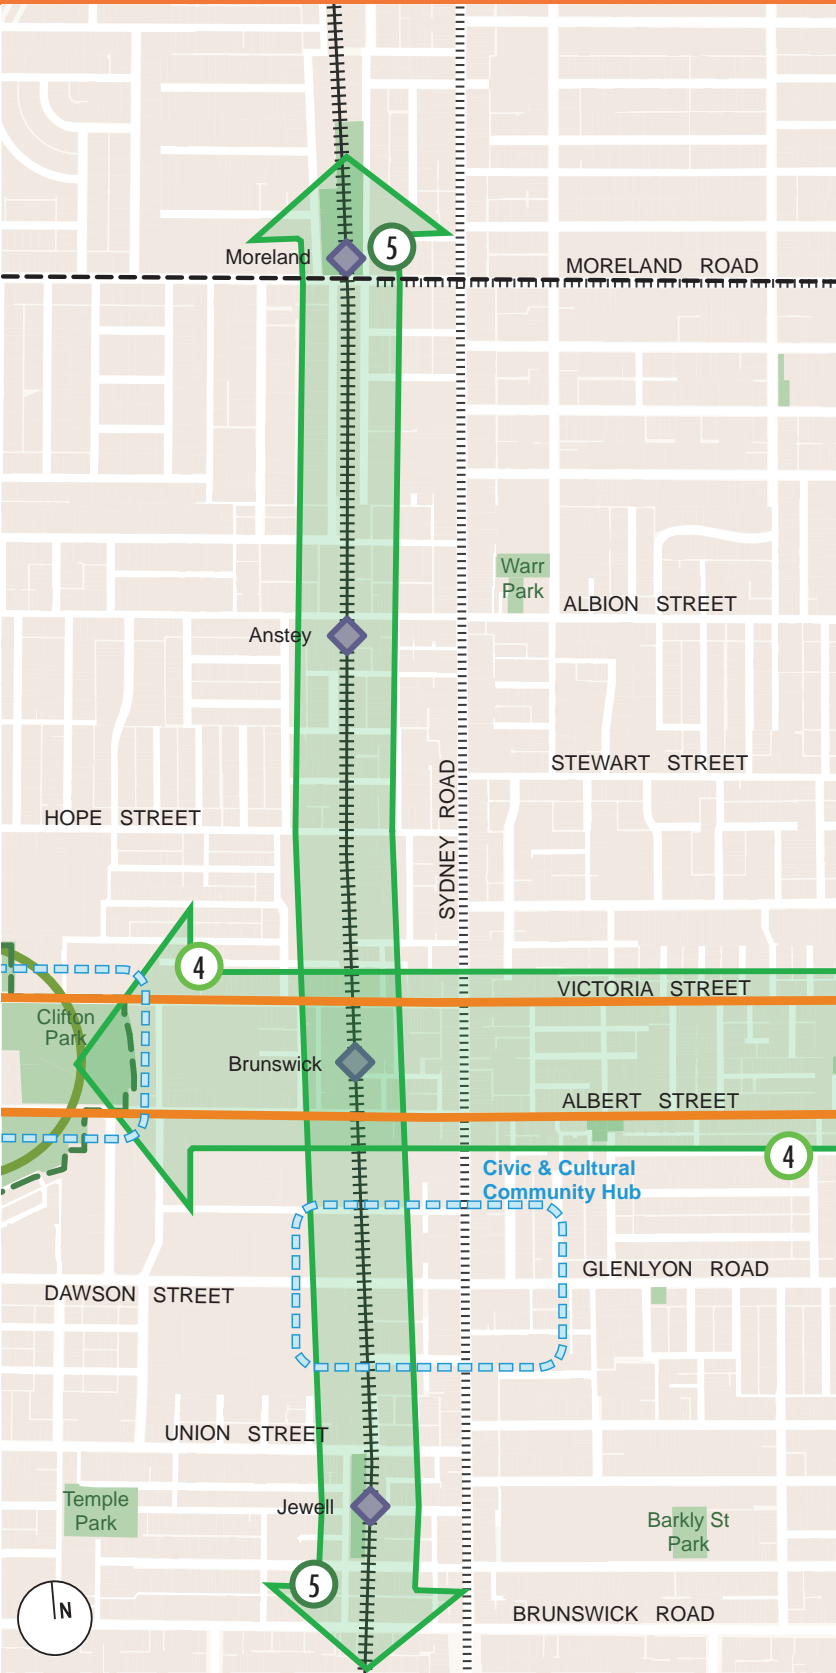 Moreland
5
MORELAND ROAD
Warr
Park
ALBION STREET
Anstey
STEWART STREET
SYDNEY ROAD
HOPE STREET
4
VICTORIA STREET
Clifton
Park
Brunswick
ALBERT STREET
4
Civic & Cultural
Community Hub
GLENLYON ROAD
DAWSON STREET
UNION STREET
Temple
Park
Jewell
Barkly St
Park
5
N
BRUNSWICK ROAD